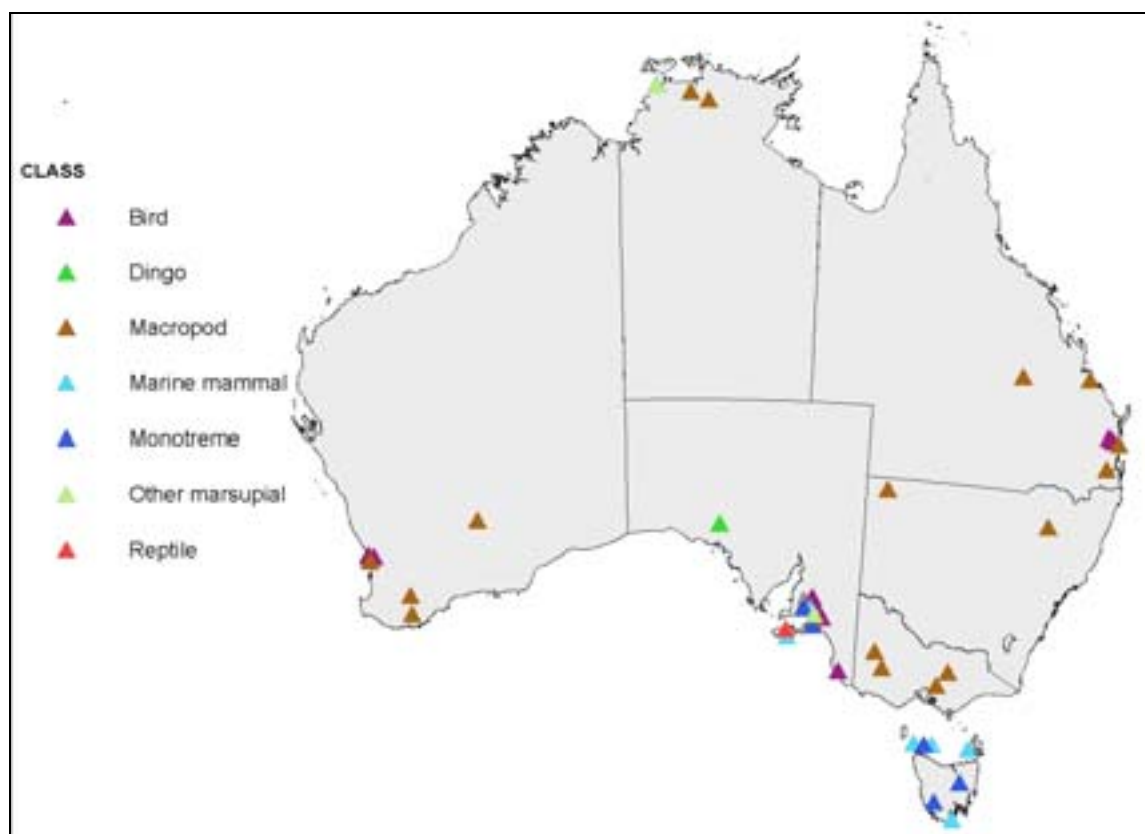 CLASS
Bird
Dingo
Macropod
Marine mammal
Monotreme
Other marsupial
Reptile